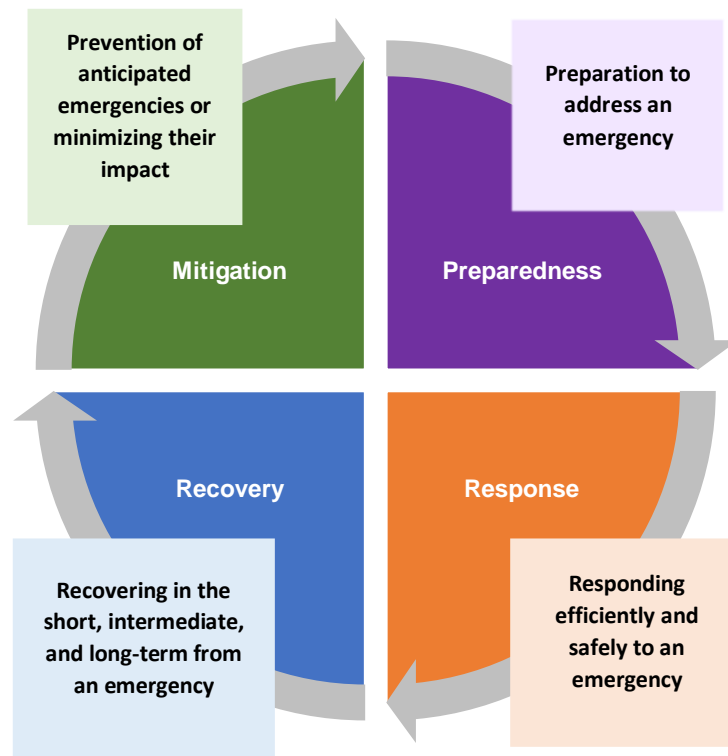 Prevention of
anticipated
emergencies or
minimizing their
impact
Preparation to
address an
emergency
Mitigation
Preparedness
Recovery
Response
Recovering in the
short, intermediate,
and long-term from
an emergency
Responding
efficiently and
safely to an
emergency